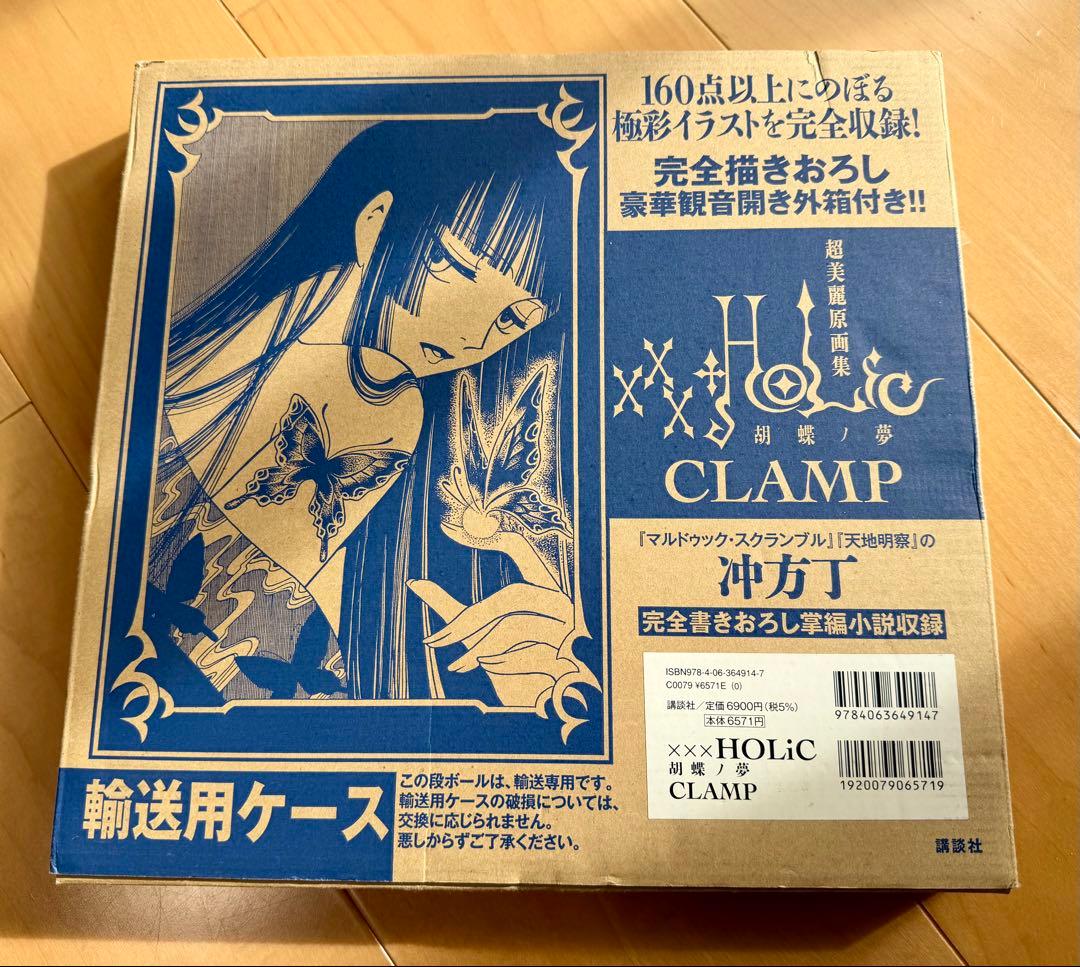 160点以上にのぼる
極彩イラストを完全収録!
完全描きおろし
豪華観音開き外箱付き!!
超美麗原画集
×××HOLiC
胡蝶ノ夢
CLAMP
『マルドゥック・スクランブル』『天地明察』の
冲方丁
完全書きおろし掌編小説収録
ISBN978-4-06-364914-7
C0079 ¥6571E (0)
講談社/定価6900円(税5%)
本体6571円
×××HOLiC
胡蝶ノ夢
CLAMP
9784063649147
1920079065719
輸送用ケース
この段ボールは、輸送専用です。
輸送用ケースの破損については、
交換に応じられません。
悪しからずご了承ください。
講談社